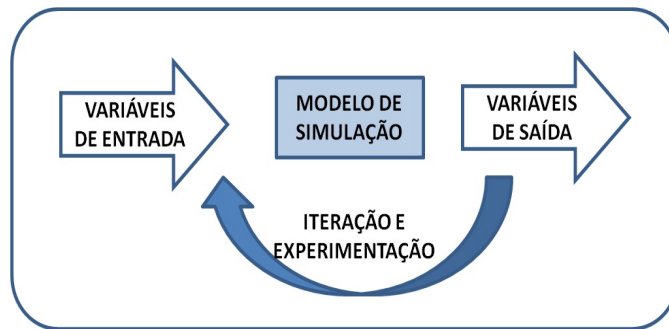 VARIÁVEIS
DE ENTRADA
MODELO DE
SIMULAÇÃO
VARIÁVEIS
DE SAÍDA
ITERAÇÃO E
EXPERIMENTAÇÃO